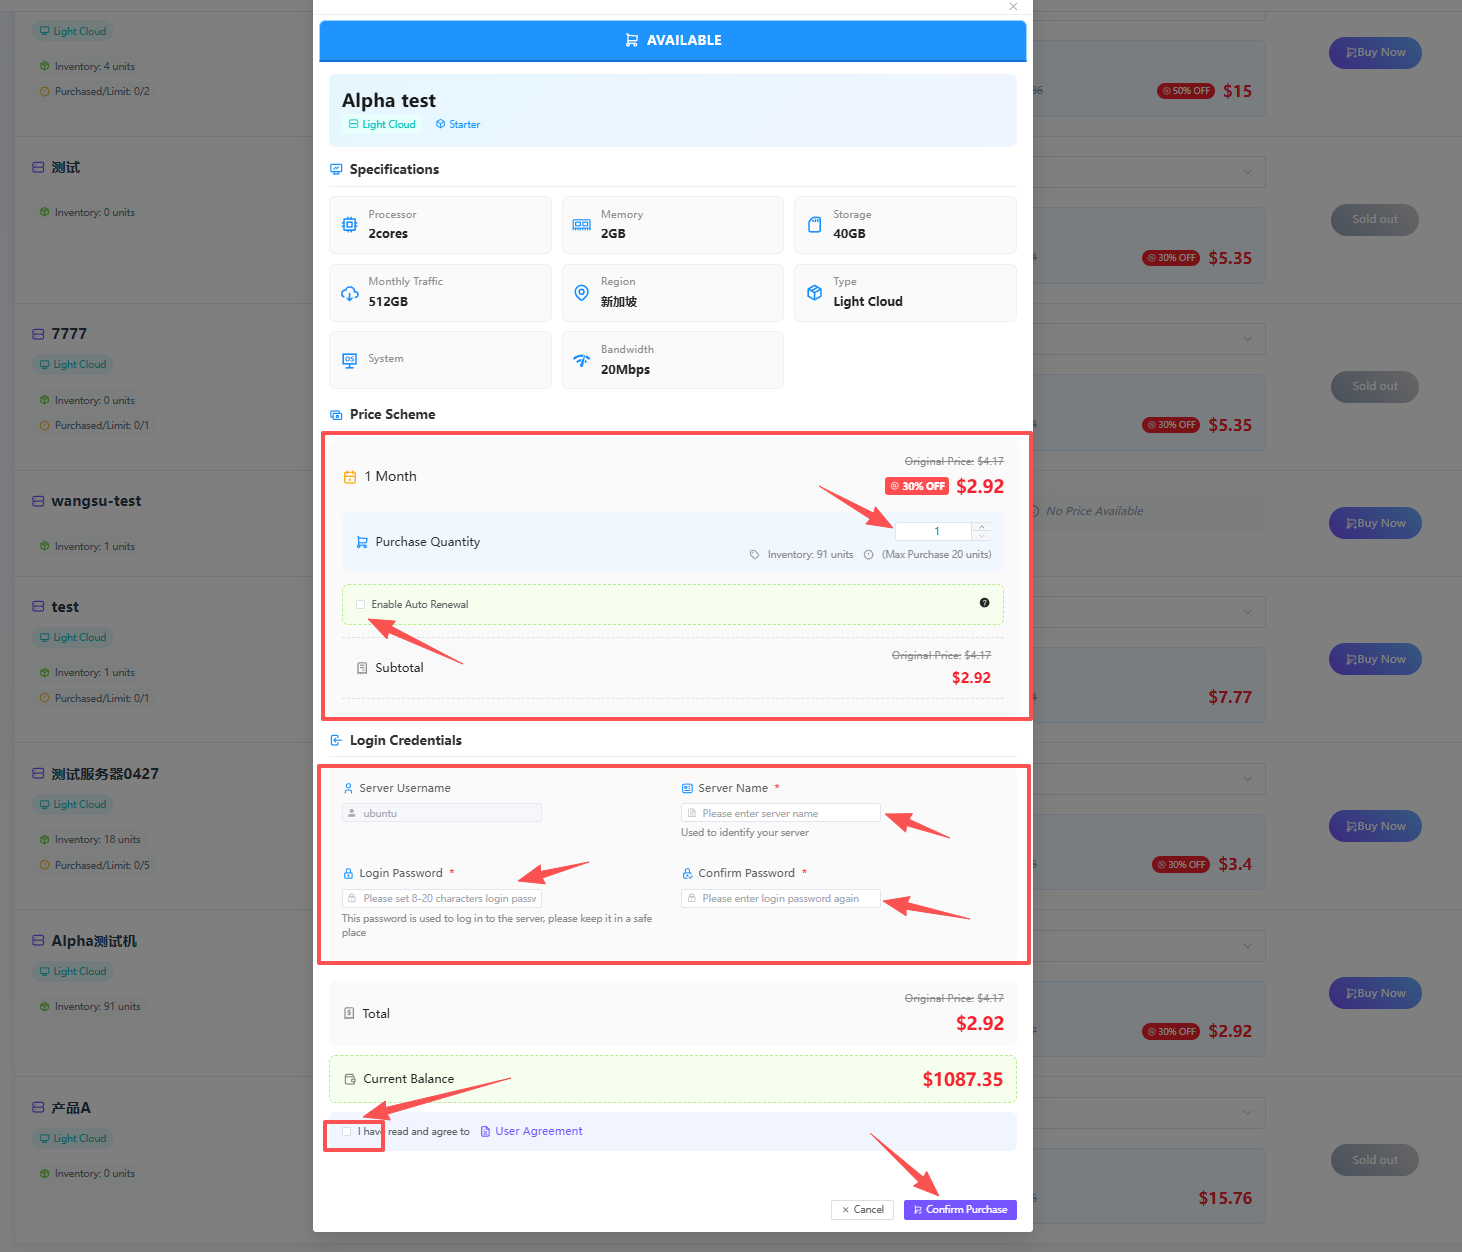 AVAILABLE
Alpha test
Light Cloud
Starter
Specifications
Processor
2cores
Memory
2GB
Storage
40GB
Monthly Traffic
512GB
Region
新加坡
Type
Light Cloud
System
Bandwidth
20Mbps
Price Scheme
1 Month
Original Price: $4.17
30% OFF $2.92
Purchase Quantity
1
Inventory: 91 units
(Max Purchase 20 units)
Enable Auto Renewal
Subtotal
Original Price: $4.17
$2.92
Login Credentials
Server Username
ubuntu
Server Name *
Please enter server name
Used to identify your server
Login Password *
Please set 8-20 characters login passw
This password is used to log in to the server, please keep it in a safe
place
Confirm Password *
Please enter login password again
Total
Original Price: $4.17
$2.92
Current Balance
$1087.35
I have read and agree to User Agreement
Cancel
Confirm Purchase
Light Cloud
Inventory: 4 units
Purchased/Limit: 0/2
50% OFF $15
Buy Now
测试
Inventory: 0 units
30% OFF $5.35
Sold out
7777
Light Cloud
Inventory: 0 units
Purchased/Limit: 0/1
30% OFF $5.35
Sold out
wangsu-test
Inventory: 1 units
No Price Available
Buy Now
test
Light Cloud
Inventory: 1 units
Purchased/Limit: 0/1
$7.77
Buy Now
测试服务器0427
Light Cloud
Inventory: 18 units
Purchased/Limit: 0/5
30% OFF $3.4
Buy Now
Alpha测试机
Light Cloud
Inventory: 91 units
30% OFF $2.92
Buy Now
产品A
Light Cloud
Inventory: 0 units
$15.76
Sold out